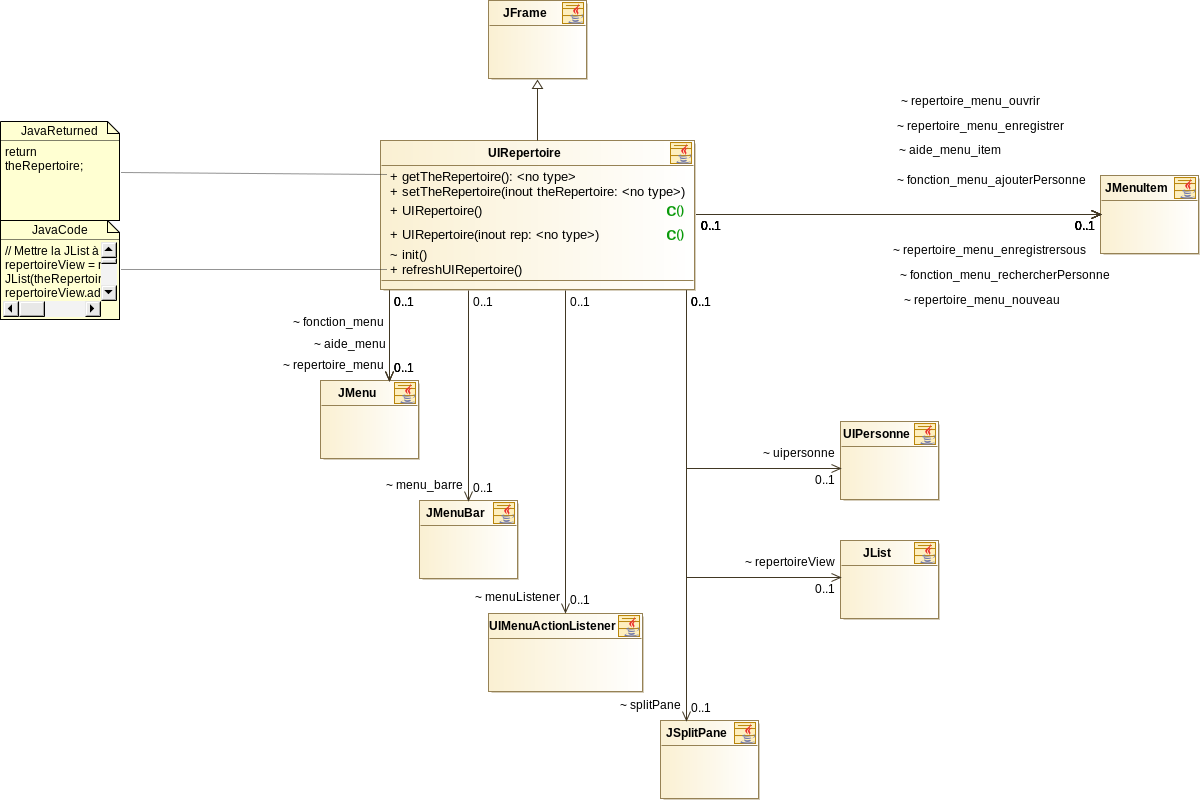 JFrame
~ repertoire_menu_ouvrir
~ repertoire_menu_enregistrer
~ aide_menu_item
~ fonction_menu_ajouterPersonne
JMenuItem
0..1
0..1
~ repertoire_menu_enregistrersous
~ fonction_menu_rechercherPersonne
~ repertoire_menu_nouveau
JavaReturned
return
theRepertoire;
JavaCode
// Mettre la JList à
repertoireView =
JList(theRepertoir
repertoireView.ad
UIRepertoire
+ getTheRepertoire(): <no type>
+ setTheRepertoire(inout theRepertoire: <no type>)
+ UIRepertoire() C()
+ UIRepertoire(inout rep: <no type>) C()
~ init()
+ refreshUIRepertoire()
0..1
0..1
0..1
0..1
~ fonction_menu
~ aide_menu
~ repertoire_menu
0..1
JMenu
~ menu_barre
0..1
JMenuBar
~ menuListener
0..1
UIMenuActionListener
~ uipersonne
0..1
UIPersonne
~ repertoireView
0..1
JList
~ splitPane
0..1
JSplitPane